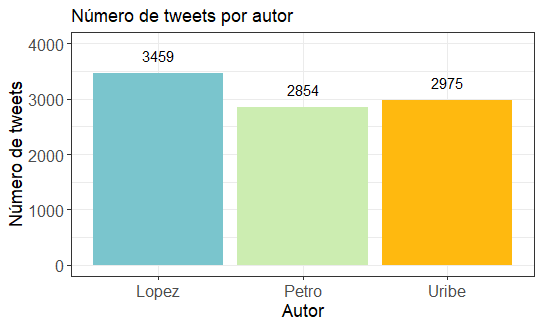 Número de tweets por autor
Número de tweets
4000
3000
2000
1000
0
3459
2854
2975
Lopez
Petro
Uribe
Autor